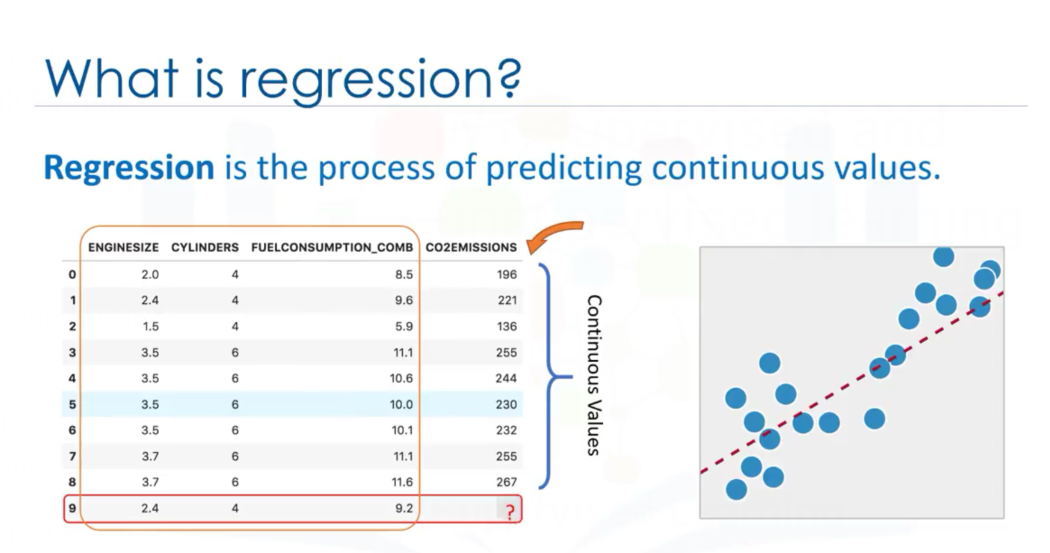 What is regression?
Regression is the process of predicting continuous values.
ENGINESIZE CYLINDERS FUELCONSUMPTION_COMB CO2EMISSIONS
0 2.0 4 8.5 196
1 2.4 4 9.6 221
2 1.5 4 5.9 136
3 3.5 6 11.1 255
4 3.5 6 10.6 244
5 3.5 6 10.0 230
6 3.5 6 10.1 232
7 3.7 6 11.1 255
8 3.7 6 11.6 267
9 2.4 4 9.2 ?
Continuous Values